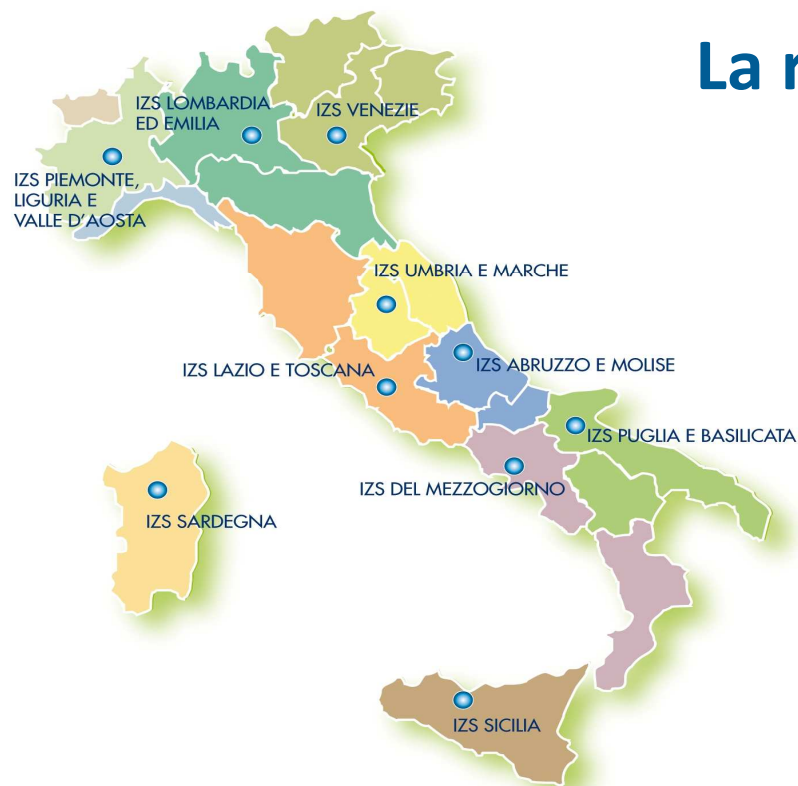 La r
IZS LOMBARDIA
ED EMILIA
IZS VENEZIE
IZS PIEMONTE,
LIGURIA E
VALLE D'AOSTA
IZS UMBRIA E MARCHE
IZS LAZIO E TOSCANA
IZS ABRUZZO E MOLISE
IZS PUGLIA E BASILICATA
IZS DEL MEZZOGIORNO
IZS SARDEGNA
IZS SICILIA